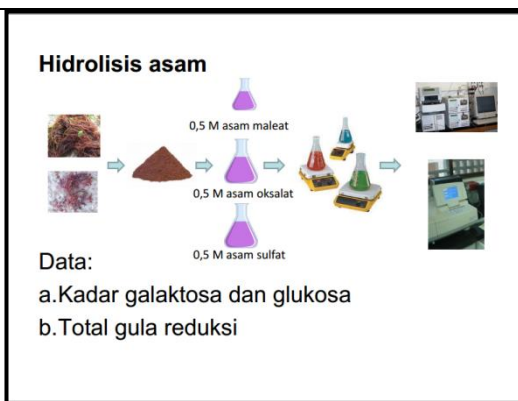 Hidrolisis asam
0,5 M asam maleat
0,5 M asam oksalat
0,5 M asam sulfat
Data:
a.Kadar galaktosa dan glukosa
b.Total gula reduksi